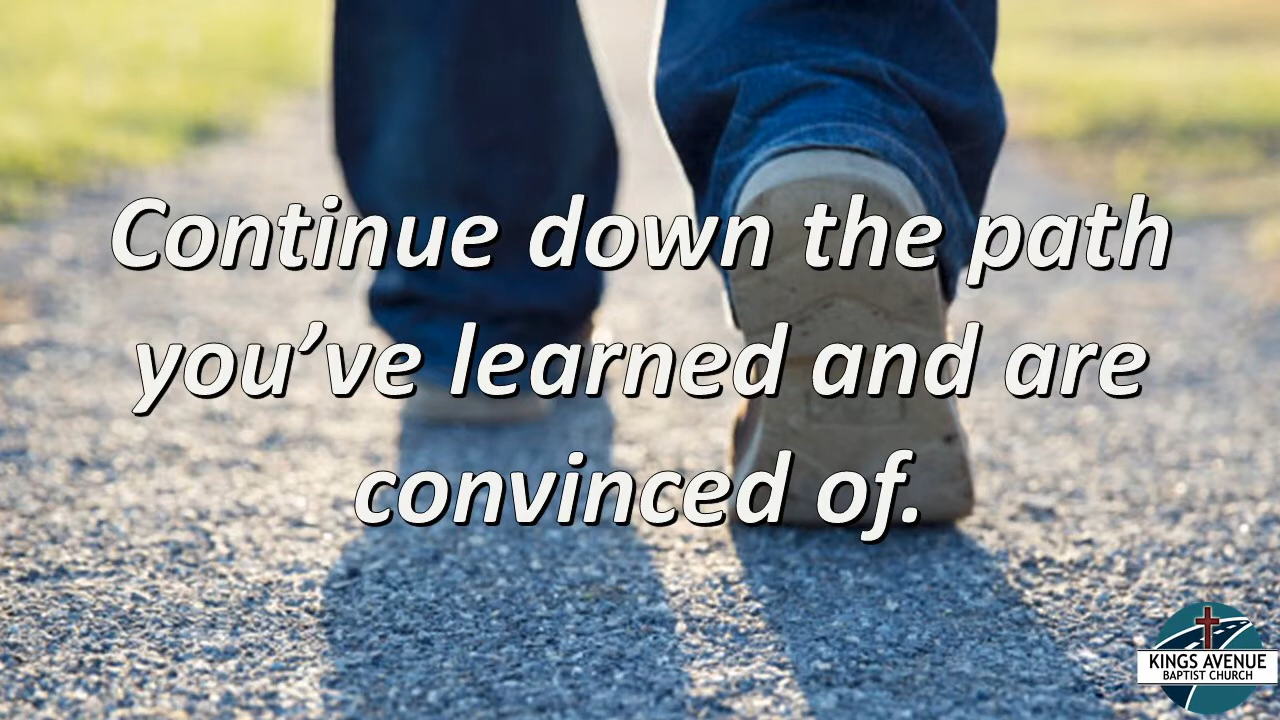 Continue down the path
you’ve learned and are
convinced of.
KINGS AVENUE
BAPTIST CHURCH